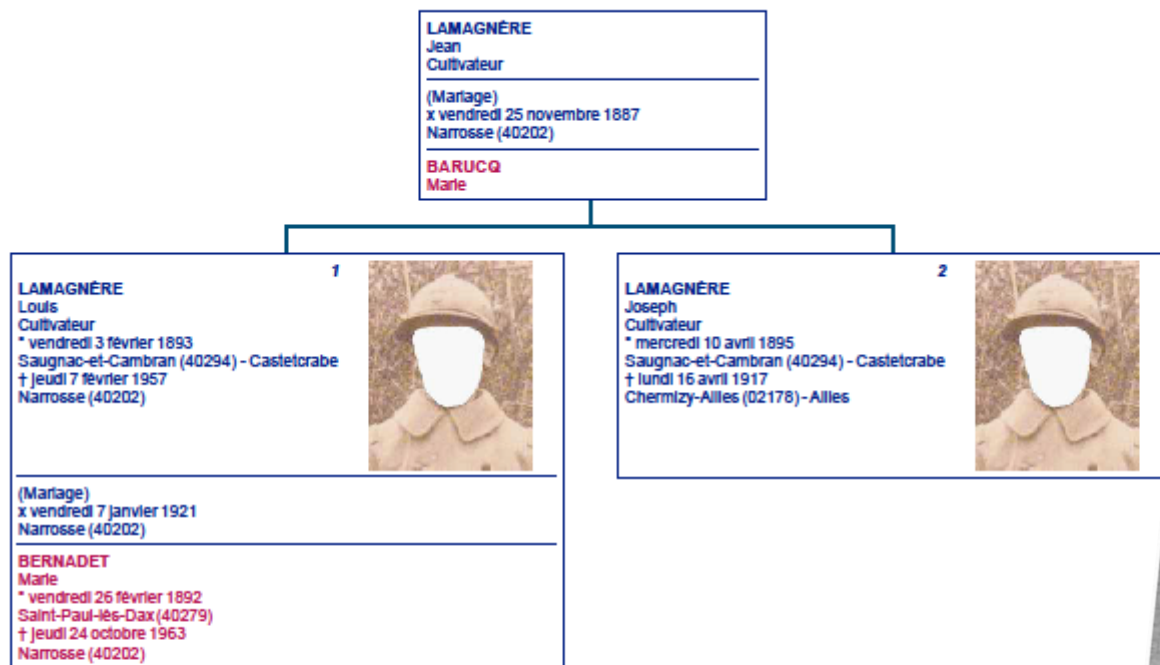 LAMAGNÈRE
Jean
Cultivateur
(Mariage)
x vendredi 25 novembre 1887
Narrosse (40202)
BARUCQ
Marie
1
LAMAGNÈRE
Louis
Cultivateur
* vendredi 3 février 1893
Saugnac-et-Cambran (40294) - Castetcrabe
† jeudi 7 février 1957
Narrosse (40202)
(Mariage)
x vendredi 7 janvier 1921
Narrosse (40202)
BERNADET
Marie
* vendredi 26 février 1892
Saint-Paul-lès-Dax (40279)
† jeudi 24 octobre 1963
Narrosse (40202)
2
LAMAGNÈRE
Joseph
Cultivateur
* mercredi 10 avril 1895
Saugnac-et-Cambran (40294) - Castetcrabe
† lundi 16 avril 1917
Chermizy-Ailles (02178) - Ailles